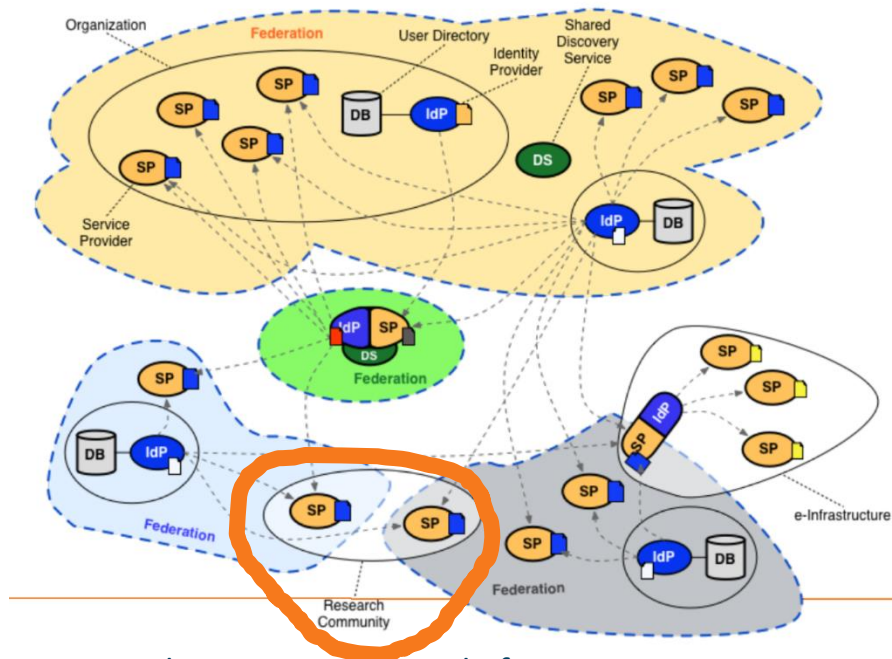 Organization
Federation
User Directory
Shared
Discovery
Service
Identity
Provider
SP
SP
SP
SP
DB
IdP
SP
SP
SP
DS
IdP
DB
Service
Provider
IdP
SP
DS
Federation
SP
DB
IdP
Federation
SP
SP
Research
Community
SP
SP
Federation
IdP
DB
IdP
SP
SP
SP
SP
e-Infrastructure